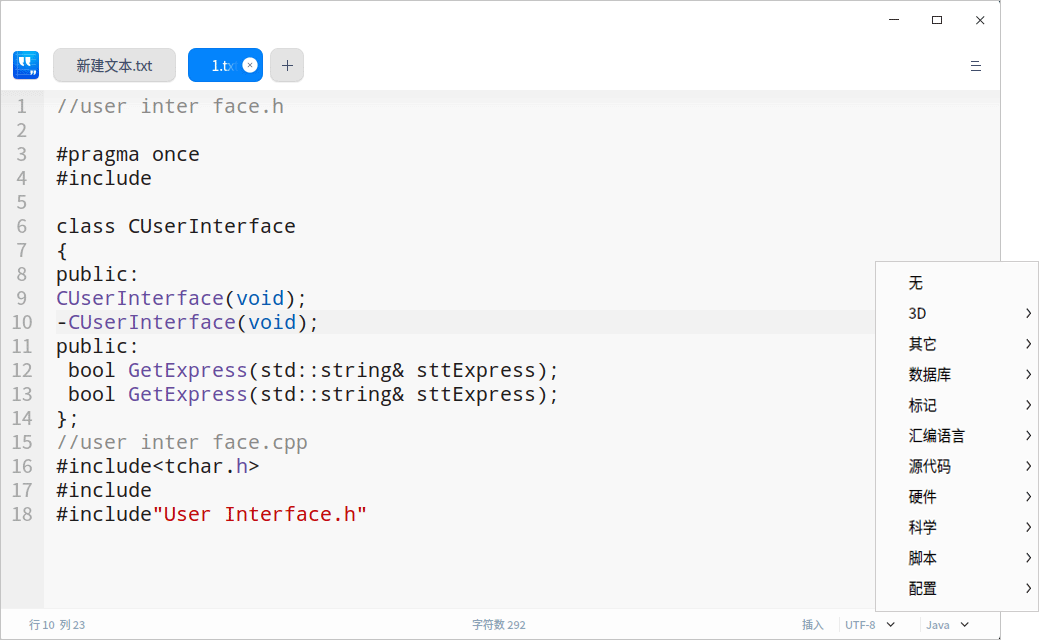 新建文本.txt
1.tx
1 //user inter face.h
2
3 #pragma once
4 #include
5
6 class CUserInterface
7 {
8 public:
9 CUserInterface(void);
10 -CUserInterface(void);
11 public:
12 bool GetExpress(std::string& sttExpress);
13 bool GetExpress(std::string& sttExpress);
14 };
15 //user inter face.cpp
16 #include<tchar.h>
17 #include
18 #include"User Interface.h"
无
3D
其它
数据库
标记
汇编语言
源代码
硬件
科学
脚本
配置
行 10 列 23
字符数 292
插入
UTF-8
Java